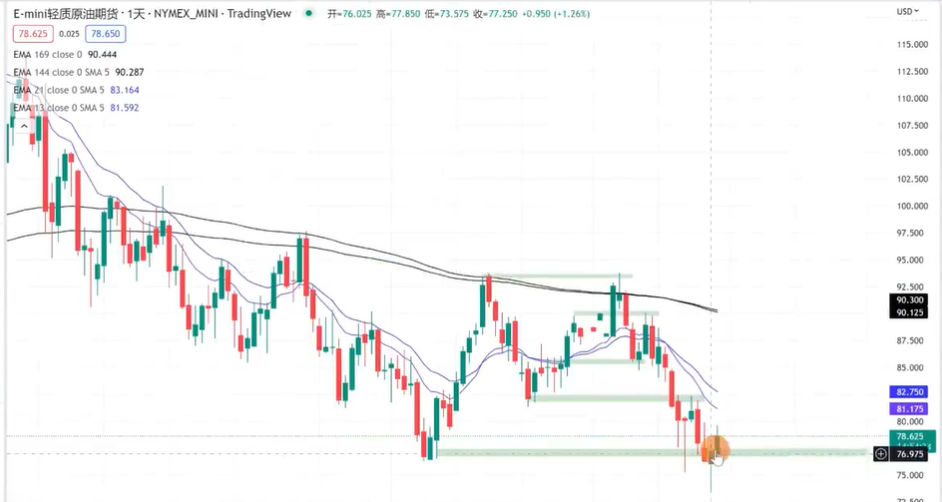 E-mini轻质原油期货 · 1天 · NYMEX_MINI · TradingView 开=76.025 高=77.850 低=73.575 收=77.250 +0.950 (+1.26%)
USD
78.625 0.025 78.650
EMA 169 close 0 90.444
EMA 144 close 0 SMA 5 90.287
EMA 21 close 0 SMA 5 83.164
EMA 13 close 0 SMA 5 81.592
115.000
112.500
110.000
107.500
105.000
102.500
100.000
97.500
95.000
92.500
90.300
90.125
87.500
85.000
82.750
81.175
80.000
78.625
76.975
75.000